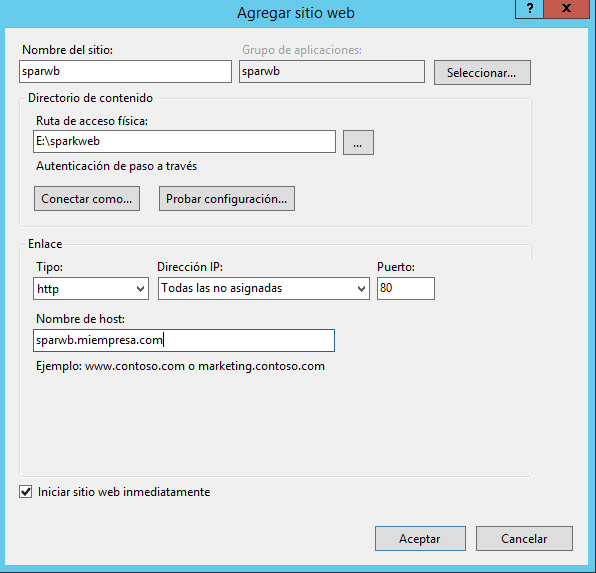 Agregar sitio web
? X
Nombre del sitio: Grupo de aplicaciones:
sparwb sparwb Seleccionar...
Directorio de contenido
Ruta de acceso física:
E:\sparkweb ...
Autenticación de paso a través
Conectar como... Probar configuración...
Enlace
Tipo: Dirección IP: Puerto:
http Todas las no asignadas 80
Nombre de host:
sparwb.miempresa.com
Ejemplo: www.contoso.com o marketing.contoso.com
Iniciar sitio web inmediatamente
Aceptar Cancelar